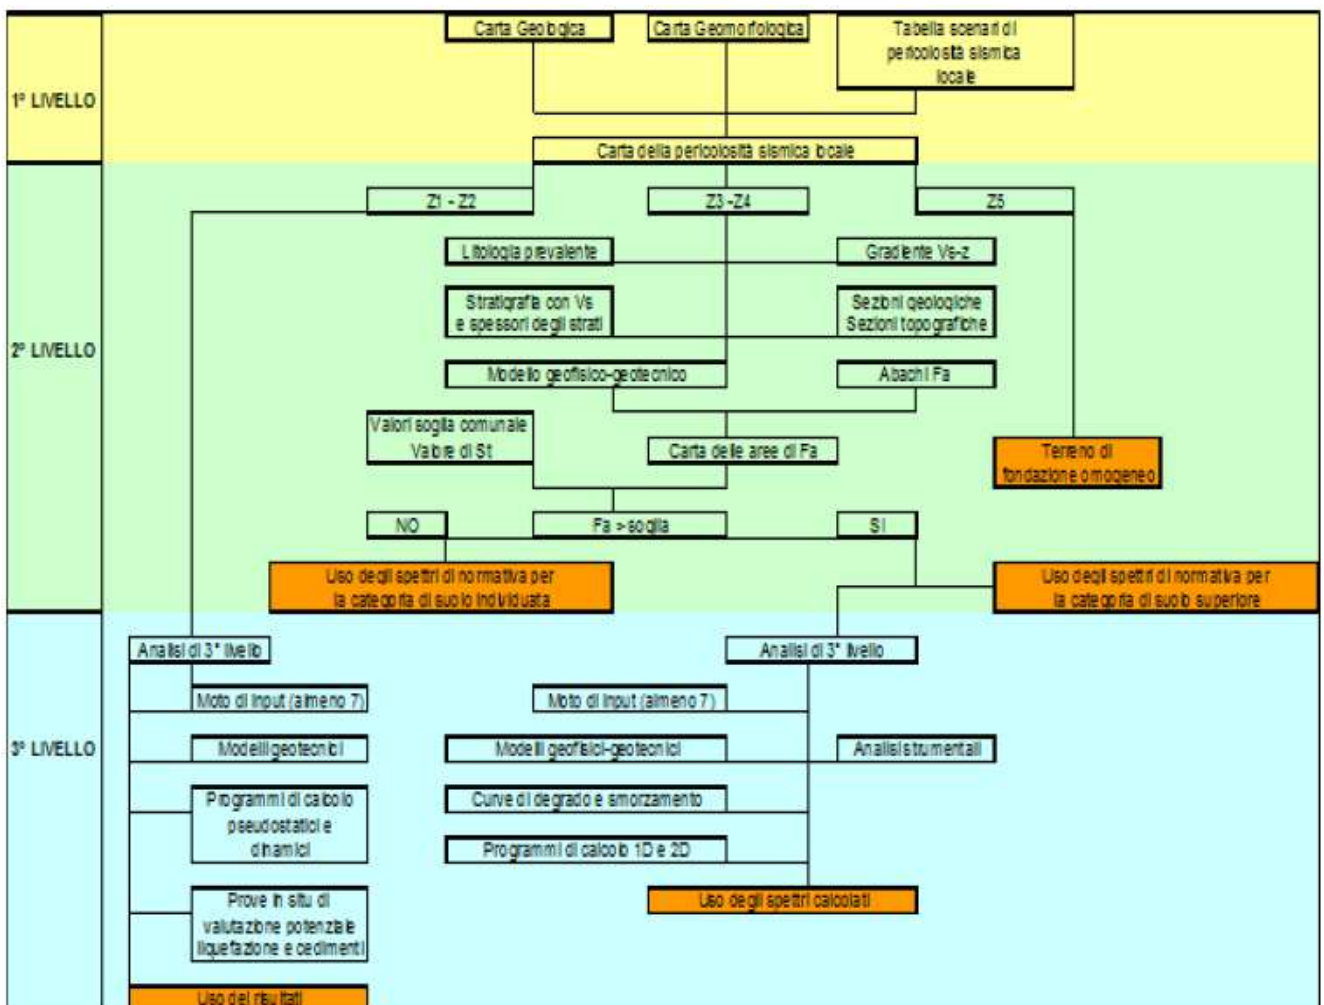 Carta Geologica
Carta Geomorfologica
Tabella scenari di
pericolosità sismica
locale
1° LIVELLO
Carta della pericolosità sismica locale
Z1 - Z2
Z3 -Z4
Z5
Litologia prevalente
Gradiente Vs-z
Stratigrafia con Vs
e spessori degli strati
Sezioni geologiche
Sezioni topografiche
2° LIVELLO
Modello geofisico-geotecnico
Abachi Fa
Valori soglia comunale
Valore di St
Carta delle aree di Fa
Terreno di
fondazione omogeneo
NO
Fa > soglia
SI
Uso degli spettri di normativa per
la categoria di suolo individuata
Uso degli spettri di normativa per
la categoria di suolo superiore
Analisi di 3° livello
Analisi di 3° livello
Moto di input (almeno 7)
Moto di input (almeno 7)
3° LIVELLO
Modelli geotecnici
Modelli geofisici-geotecnici
Analisi strumentali
Programmi di calcolo
pseudostatici e
dinamici
Curve di degrado e smorzamento
Programmi di calcolo 1D e 2D
Uso degli spettri calcolati
Prove in situ di
valutazione potenziale
liquefazione e cedimenti
Uso dei risultati